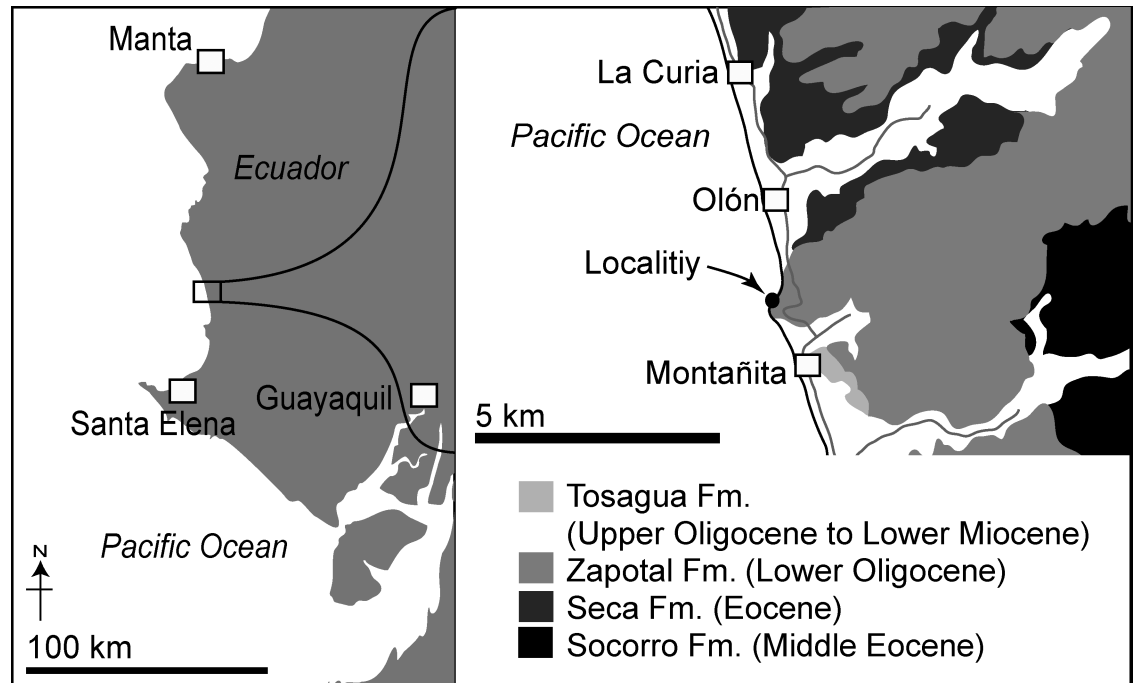 Manta
Ecuador
Guayaquil
Santa Elena
Pacific Ocean
N
100 km
La Curia
Pacific Ocean
Olón
Localitiy
Montañita
5 km
Tosagua Fm.
(Upper Oligocene to Lower Miocene)
Zapotal Fm. (Lower Oligocene)
Seca Fm. (Eocene)
Socorro Fm. (Middle Eocene)